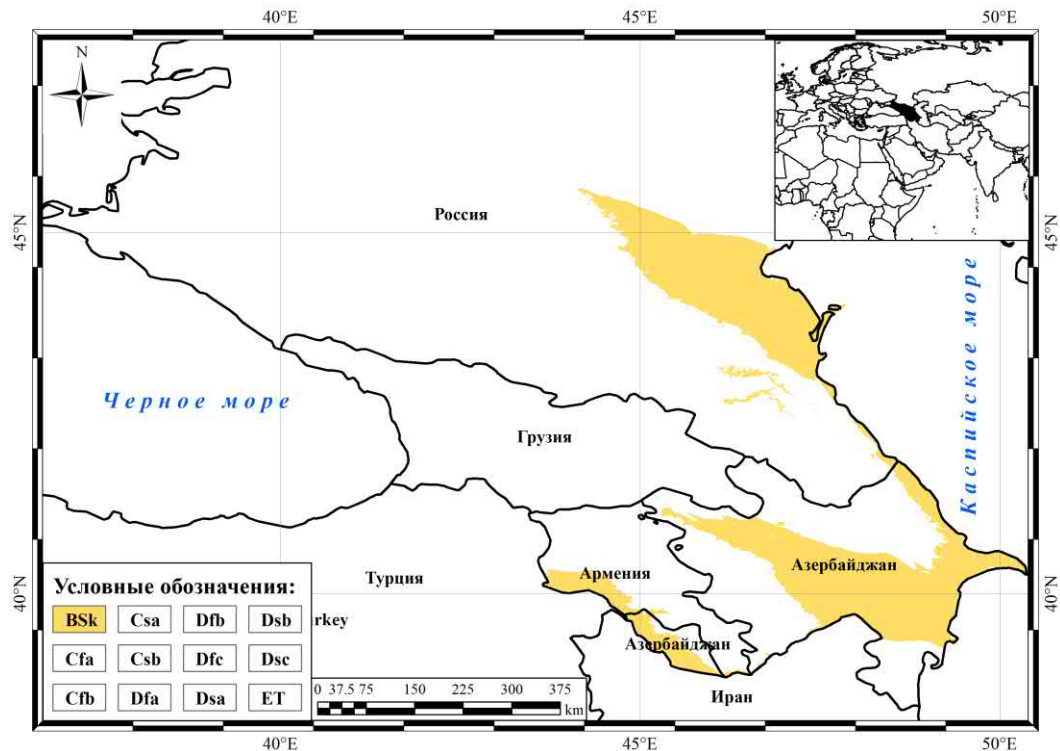 40°E 45°E 50°E
N
45°N
45°N
Россия
Черное море
Каспийское море
Грузия
Турция
Армения
Азербайджан
40°N
40°N
Условные обозначения:
BSk Csa Dfb Dsb
Cfa Csb Dfc Dsc
Cfb Dfa Dsa ET
rkey
Азербайджан
Иран
0 37,5 75 150 225 300 375
km
40°E 45°E 50°E